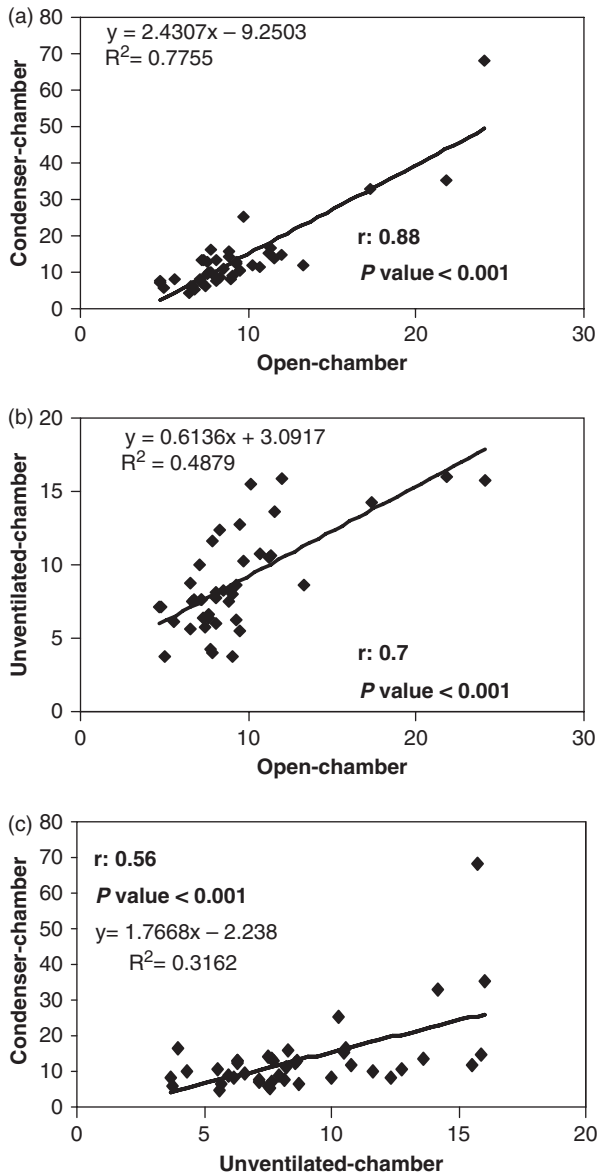 (a)
80
70
60
50
40
30
20
10
0
Condenser-chamber
y = 2.4307x – 9.2503
R² = 0.7755
r: 0.88
P value < 0.001
0 10 20 30
Open-chamber
(b)
20
15
10
5
0
Unventilated-chamber
y = 0.6136x + 3.0917
R² = 0.4879
r: 0.7
P value < 0.001
0 10 20 30
Open-chamber
(c)
80
70
60
50
40
30
20
10
0
Condenser-chamber
r: 0.56
P value < 0.001
y= 1.7668x – 2.238
R²= 0.3162
0 5 10 15 20
Unventilated-chamber